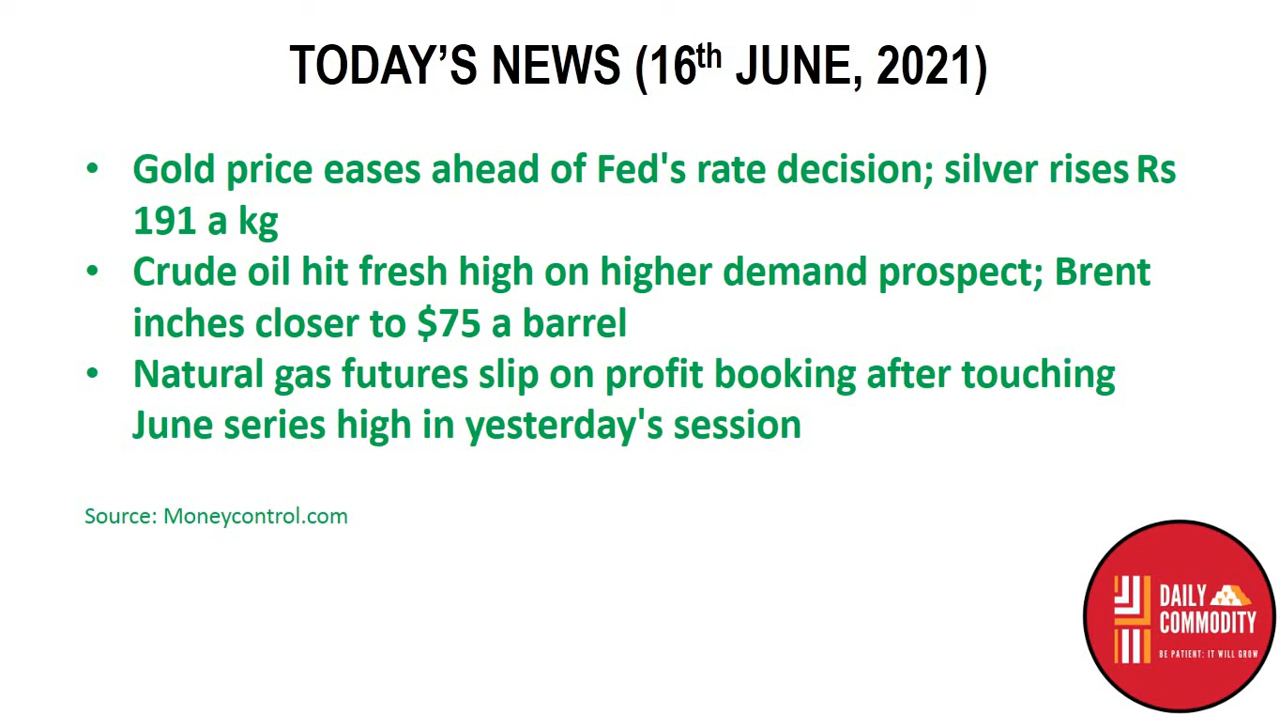 TODAY’S NEWS (16th JUNE, 2021)
• Gold price eases ahead of Fed's rate decision; silver rises Rs
191 a kg
• Crude oil hit fresh high on higher demand prospect; Brent
inches closer to $75 a barrel
• Natural gas futures slip on profit booking after touching
June series high in yesterday's session
Source: Moneycontrol.com
DAILY
COMMODITY
BE PATIENT: IT WILL GROW